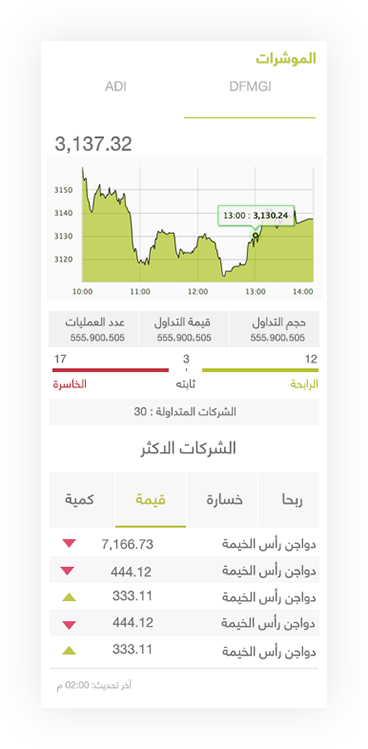 الموشرات
DFMGI ADI
3,137.32
3150
3140
13:00 : 3,130.24
3130
3120
10:00 11:00 12:00 13:00 14:00
حجم التداول قيمة التداول عدد العمليات
555,900,505 555,900,505 555,900,505
12 3 17
الرابحة ثابته الخاسرة
الشركات المتداولة : 30
الشركات الاكثر
ربحا خسارة قيمة كمية
دواجن رأس الخيمة 7,166.73
دواجن رأس الخيمة 444.12
دواجن رأس الخيمة 333.11
دواجن رأس الخيمة 444.12
دواجن رأس الخيمة 333.11
آخر تحديث: 02:00 م